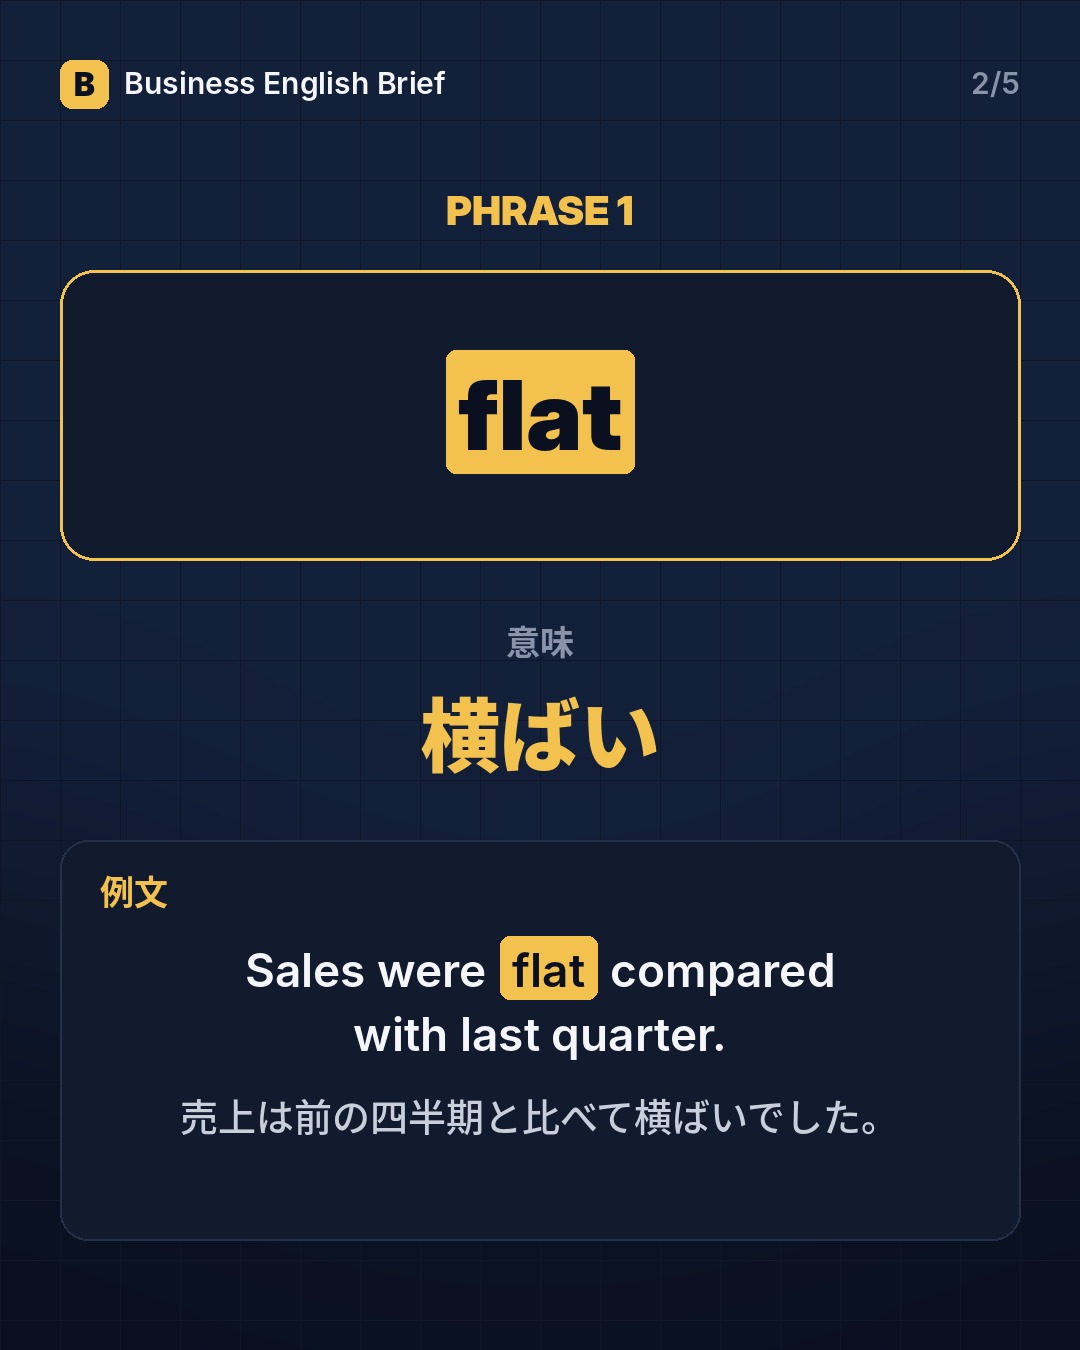 B Business English Brief 2/5
PHRASE 1
flat
意味
横ばい
例文
Sales were flat compared
with last quarter.
売上は前の四半期と比べて横ばいでした。